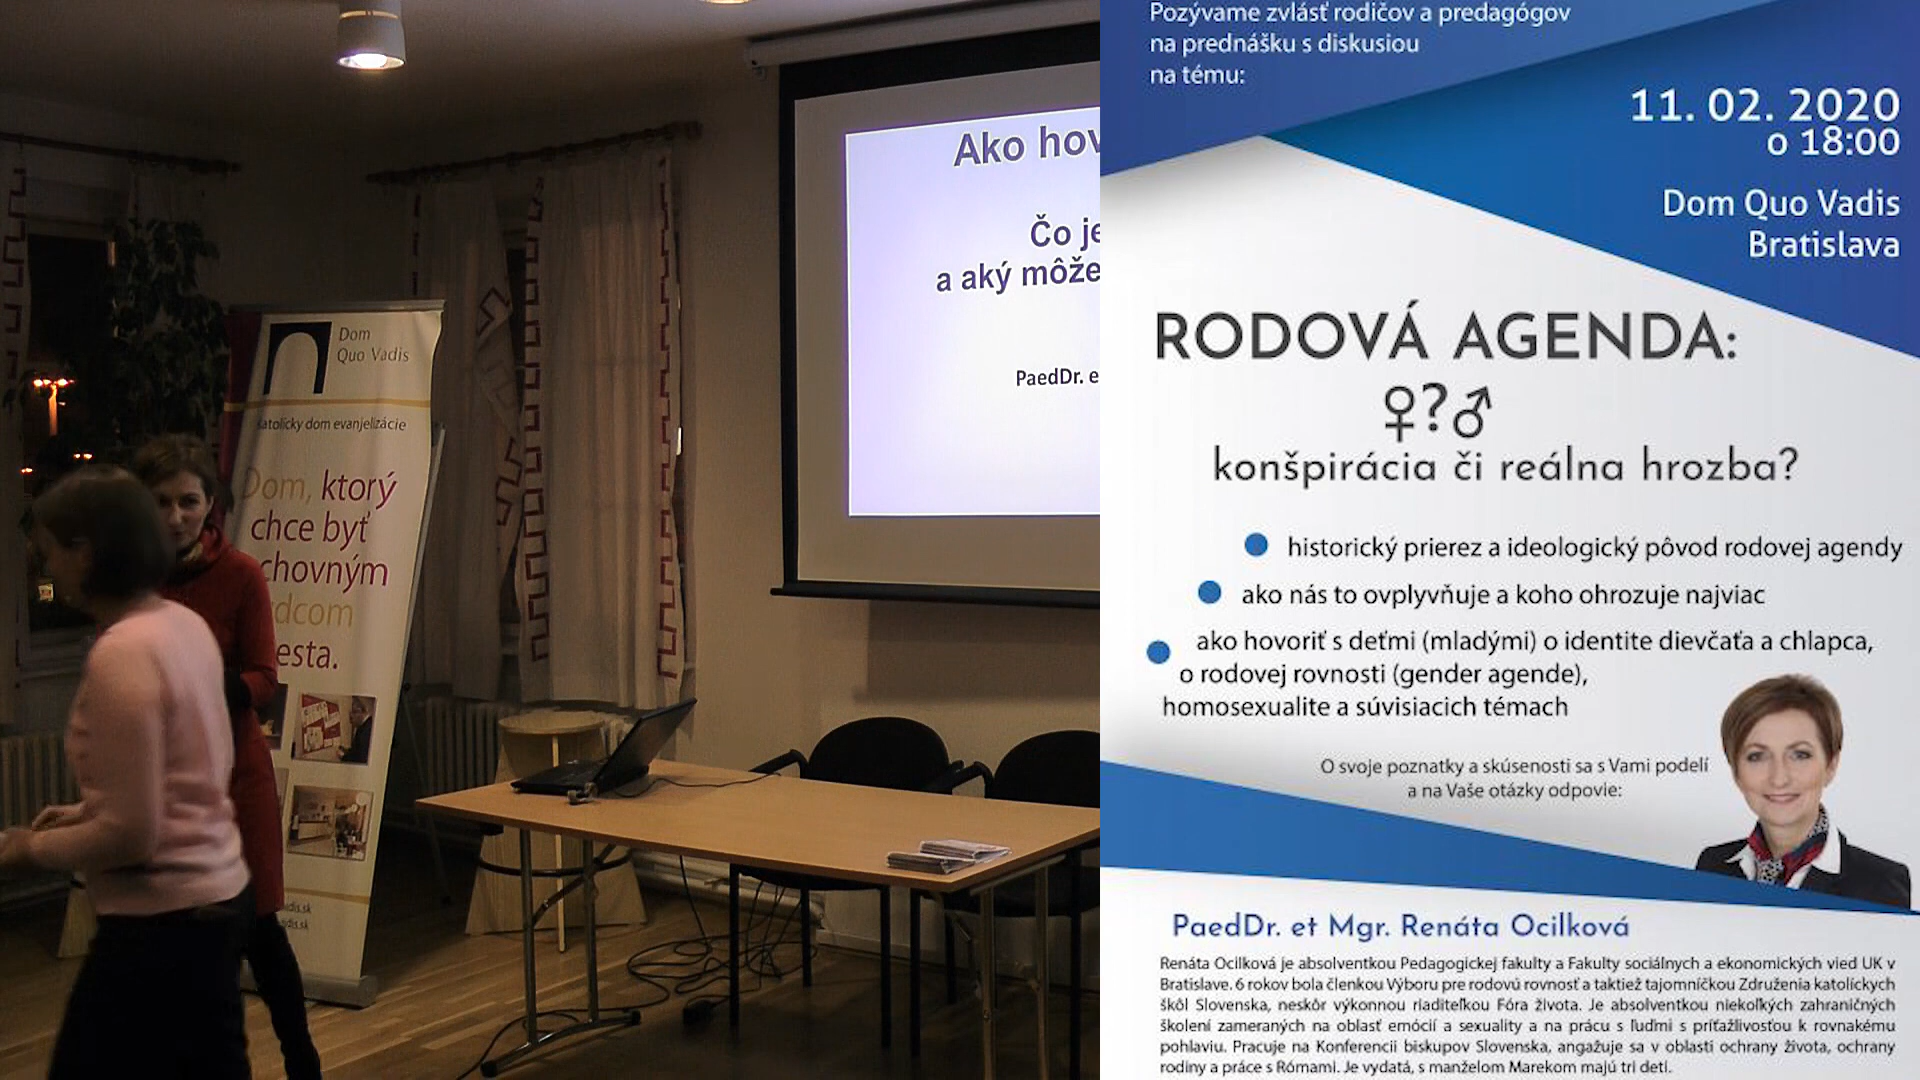 Dom
Quo Vadis
katolícky dom evanjelizácie
Dom, ktorý
chce byť
chovným
srdcom
mesta.
Ako hov
Čo je
a aký môže
PaedDr. e
Pozývame zvlásť rodičov a predagógov
na prednášku s diskusiou
na tému:
11. 02. 2020
o 18:00
Dom Quo Vadis
Bratislava
RODOVÁ AGENDA:
♀?♂
konšpirácia či reálna hrozba?
historický prierez a ideologický pôvod rodovej agendy
ako nás to ovplyvňuje a koho ohrozuje najviac
ako hovoriť s deťmi (mladými) o identite dievčaťa a chlapca,
o rodovej rovnosti (gender agende),
homosexualite a súvisiacich témach
O svoje poznatky a skúsenosti sa s Vami podelí
a na Vaše otázky odpovie:
PaedDr. et Mgr. Renáta Ocilková
Renáta Ocilková je absolventkou Pedagogickej fakulty a Fakulty sociálnych a ekonomických vied UK v
Bratislave. 6 rokov bola členkou Výboru pre rodovú rovnosť a taktiež tajomníčkou Združenia katolíckych
škôl Slovenska, neskôr výkonnou riaditeľkou Fóra života. Je absolventkou niekoľkých zahraničných
školení zameraných na oblasť emócií a sexuality a na prácu s ľuďmi s príťažlivosťou k rovnakému
pohlaviu. Pracuje na Konferencii biskupov Slovenska, angažuje sa v oblasti ochrany života, ochrany
rodiny a práce s Rómami. Je vydatá, s manželom Marekom majú tri deti.